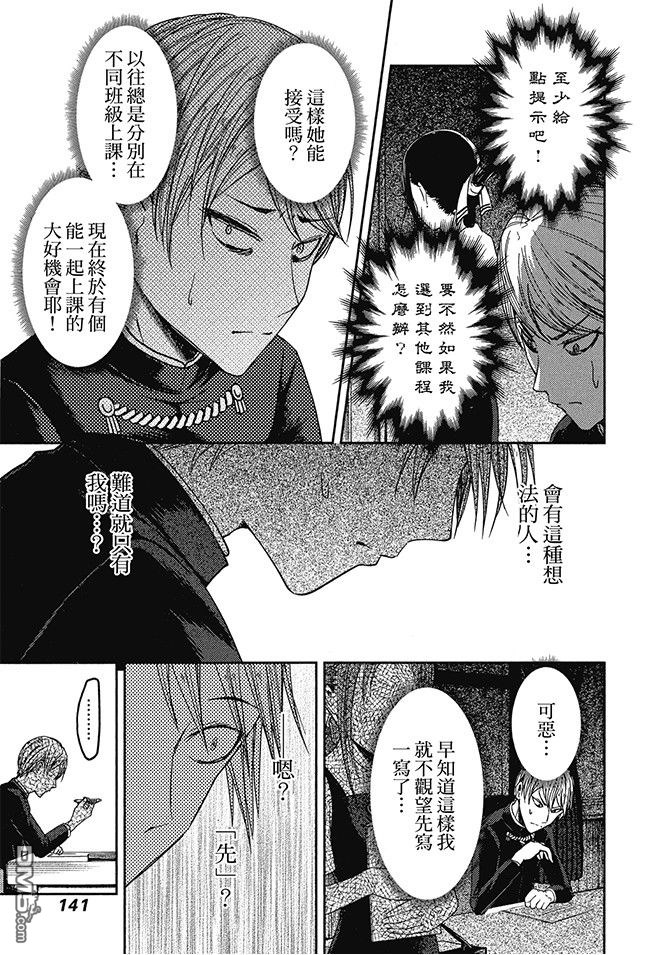 至少給
點提示吧！
要不然如果我
選到其他課程
怎麼辦？
這樣她能
接受嗎？
以往總是分別在
不同班級上課…
現在終於有個
能一起上課的
大好機會耶！
會有這種想
法的人…
難道就只有
我嗎…？
可惡…
早知道這樣我
就不觀望先寫
一寫了…
嗯？
「先」？
………
141
DM5